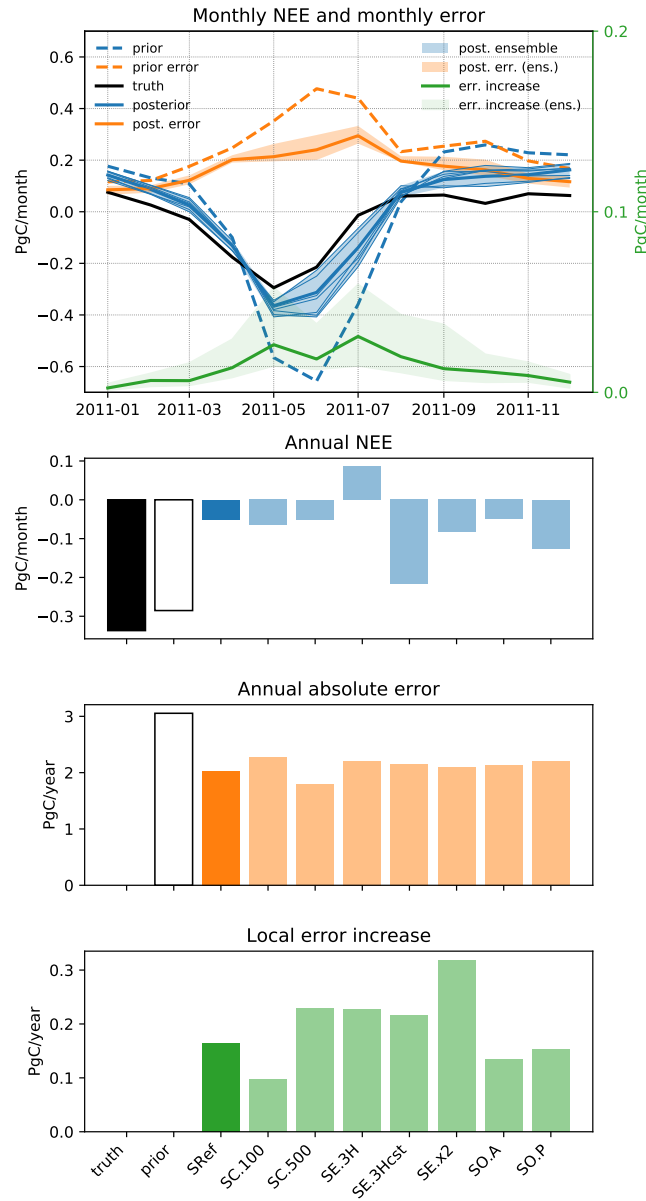 Monthly NEE and monthly error
prior
prior error
truth
posterior
post. error
post. ensemble
post. err. (ens.)
err. increase
err. increase (ens.)
PgC/month
0.6
0.4
0.2
0.0
−0.2
−0.4
−0.6
0.2
0.1
0.0
PgC/month
2011-01 2011-03 2011-05 2011-07 2011-09 2011-11
Annual NEE
PgC/month
0.1
0.0
−0.1
−0.2
−0.3
Annual absolute error
PgC/year
3
2
1
0
Local error increase
PgC/year
0.3
0.2
0.1
0.0
truth prior SRef SC.100 SC.500 SE.3H SE.3Hcst SE.x2 SO.A SO.P